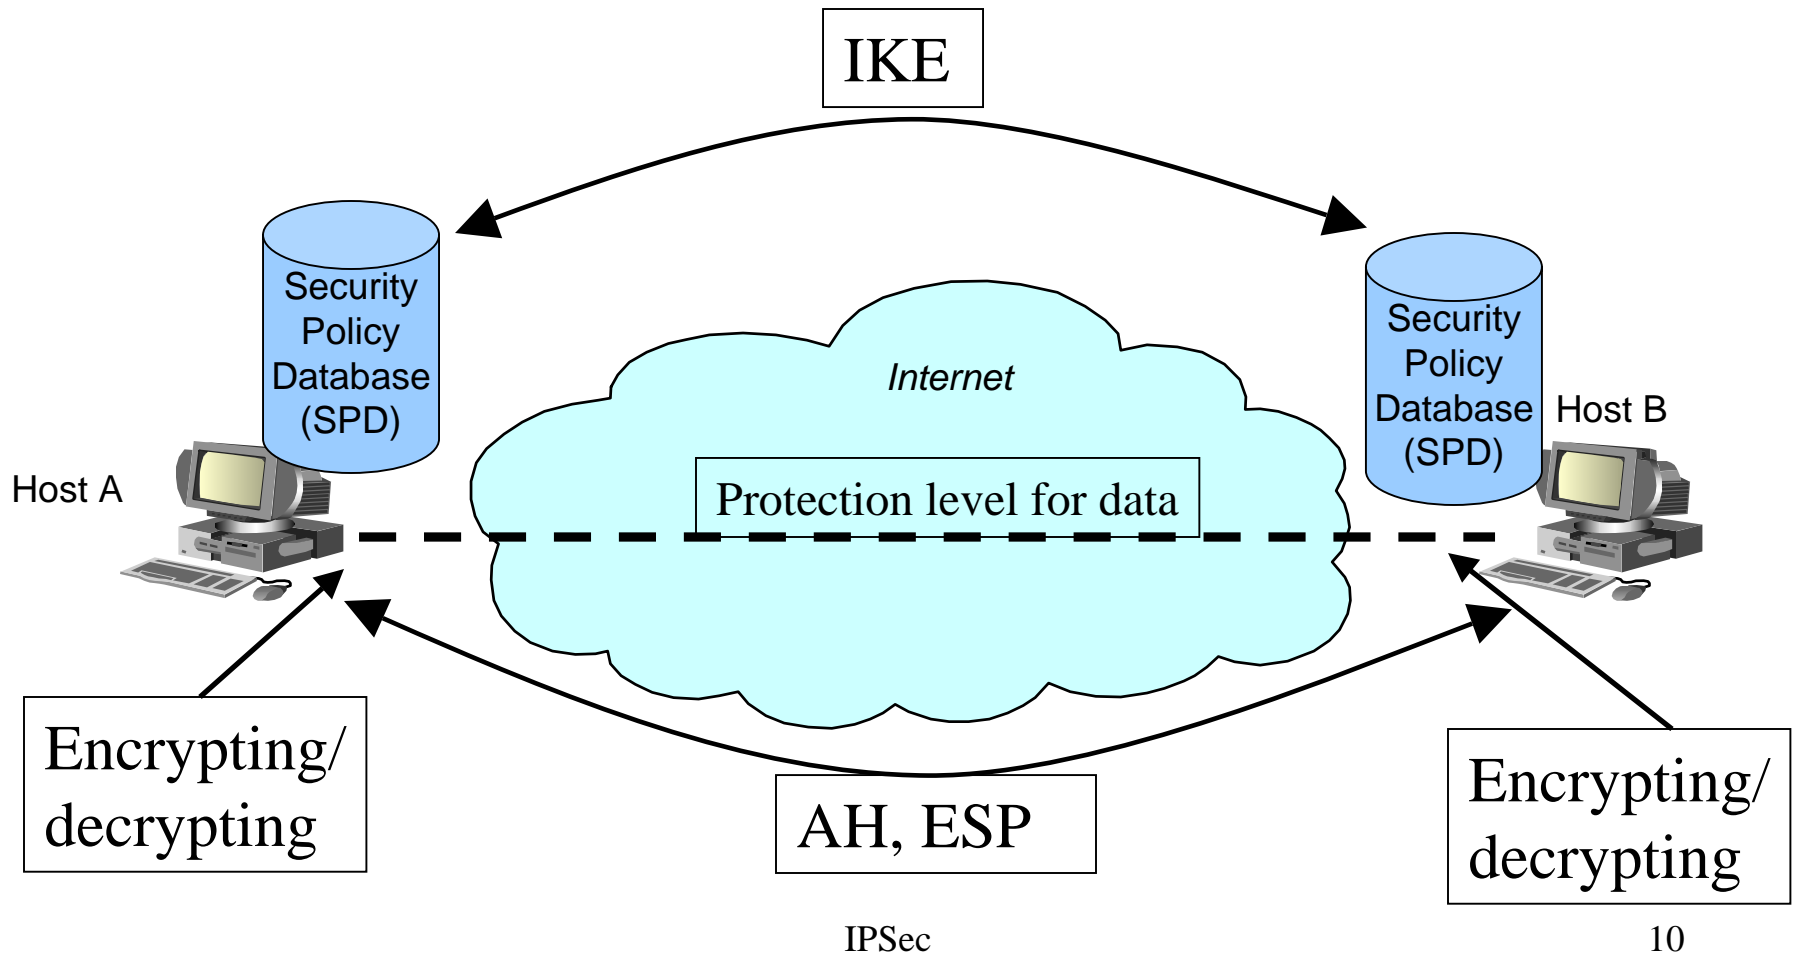 IKE
Security
Policy
Database
(SPD)
Security
Policy
Database
(SPD)
Internet
Host B
Host A
Protection level for data
Encrypting/
decrypting
AH, ESP
Encrypting/
decrypting
IPSec
10